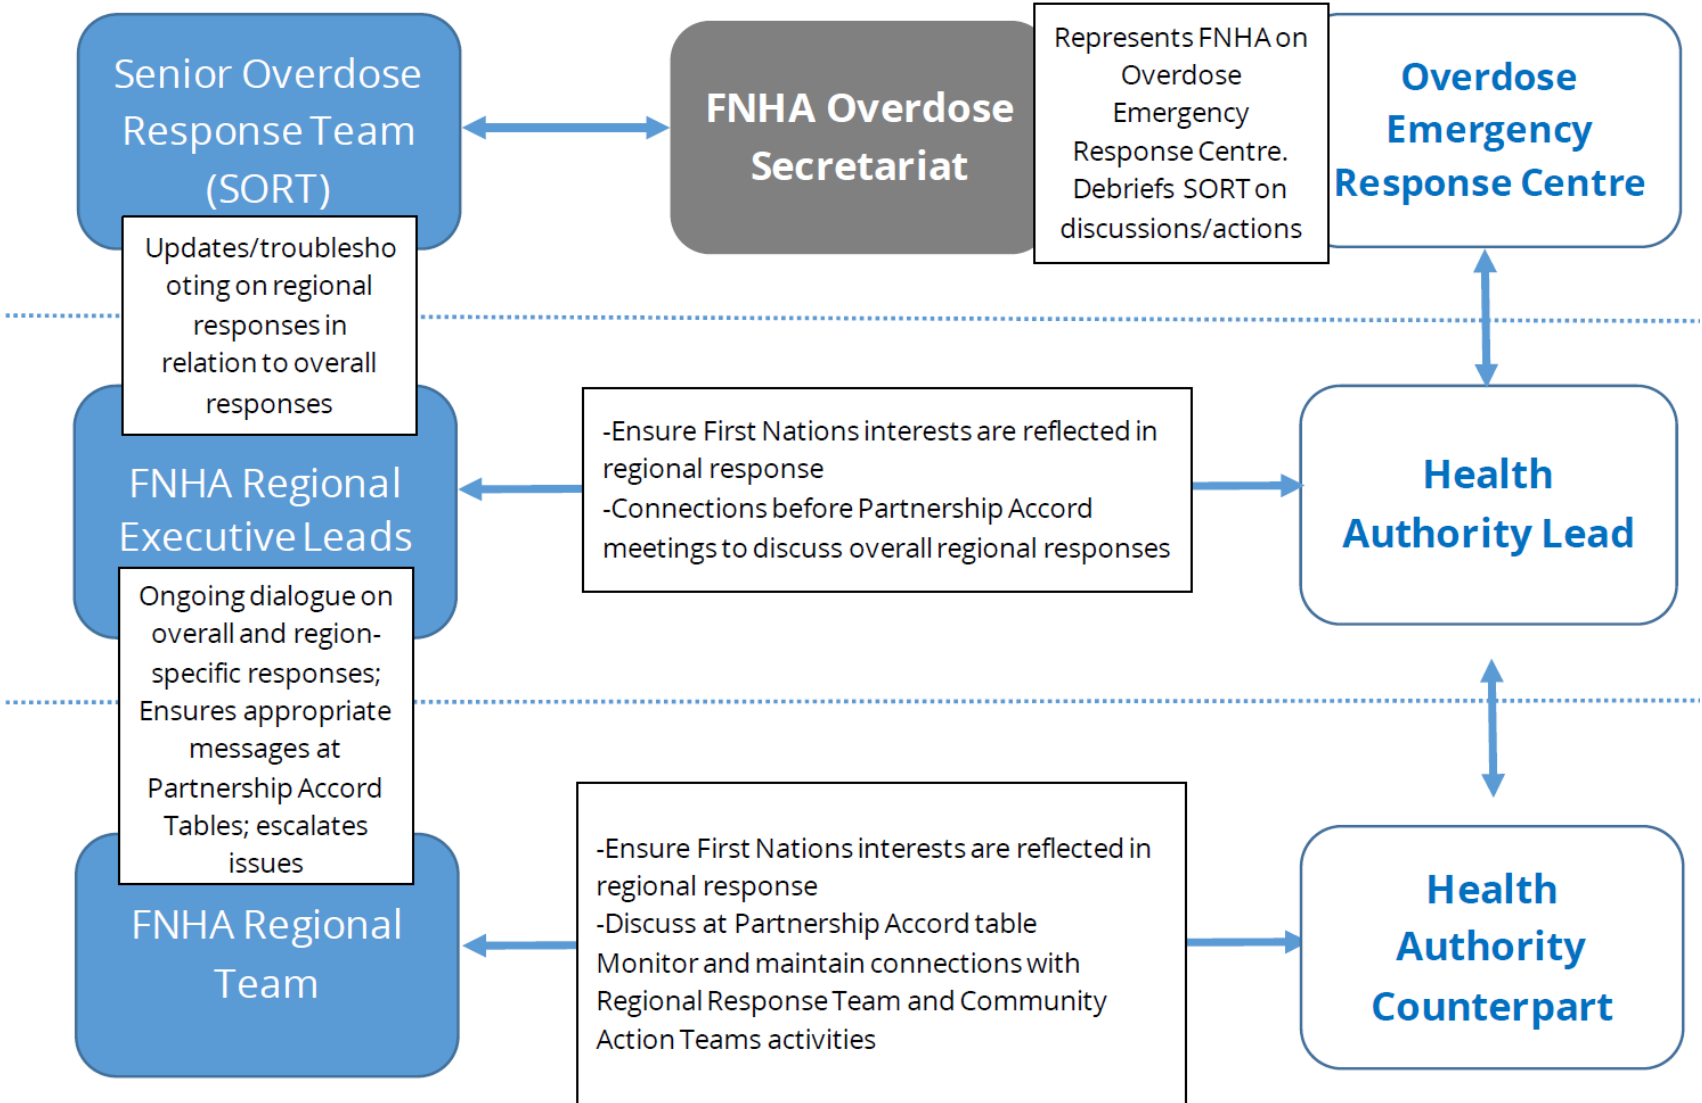 Senior Overdose
Response Team
(SORT)
FNHA Overdose
Secretariat
Represents FNHA on
Overdose
Emergency
Response Centre.
Debriefs SORT on
discussions/actions
Overdose
Emergency
Response Centre
Updates/troublesho
oting on regional
responses in
relation to overall
responses
FNHA Regional
Executive Leads
-Ensure First Nations interests are reflected in
regional response
-Connections before Partnership Accord
meetings to discuss overall regional responses
Health
Authority Lead
Ongoing dialogue on
overall and region-
specific responses;
Ensures appropriate
messages at
Partnership Accord
Tables; escalates
issues
FNHA Regional
Team
-Ensure First Nations interests are reflected in
regional response
-Discuss at Partnership Accord table
Monitor and maintain connections with
Regional Response Team and Community
Action Teams activities
Health
Authority
Counterpart